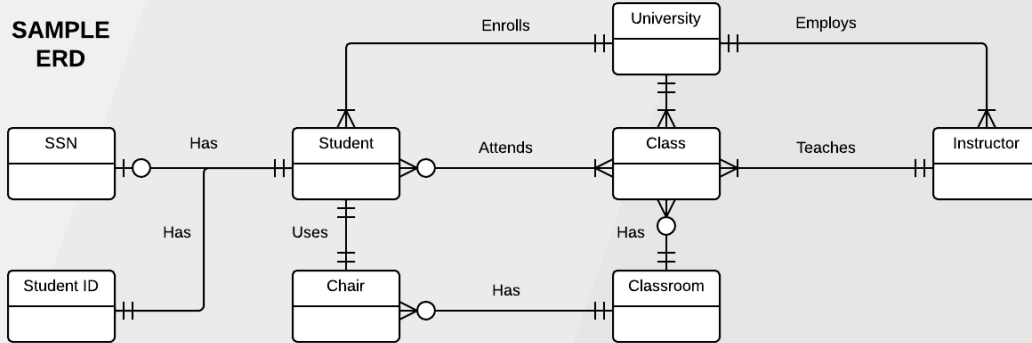 SAMPLE
ERD
Enrolls
University
Employs
SSN
Has
Student
Attends
Class
Teaches
Instructor
Has
Uses
Has
Student ID
Chair
Has
Classroom